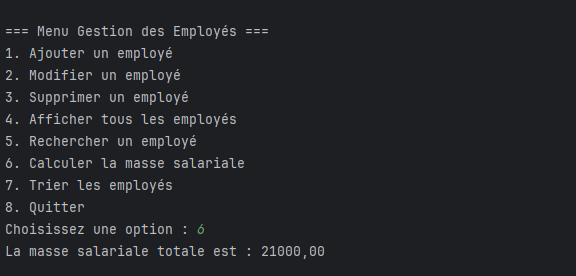 === Menu Gestion des Employés ===
1. Ajouter un employé
2. Modifier un employé
3. Supprimer un employé
4. Afficher tous les employés
5. Rechercher un employé
6. Calculer la masse salariale
7. Trier les employés
8. Quitter
Choisissez une option : 6
La masse salariale totale est : 21000,00